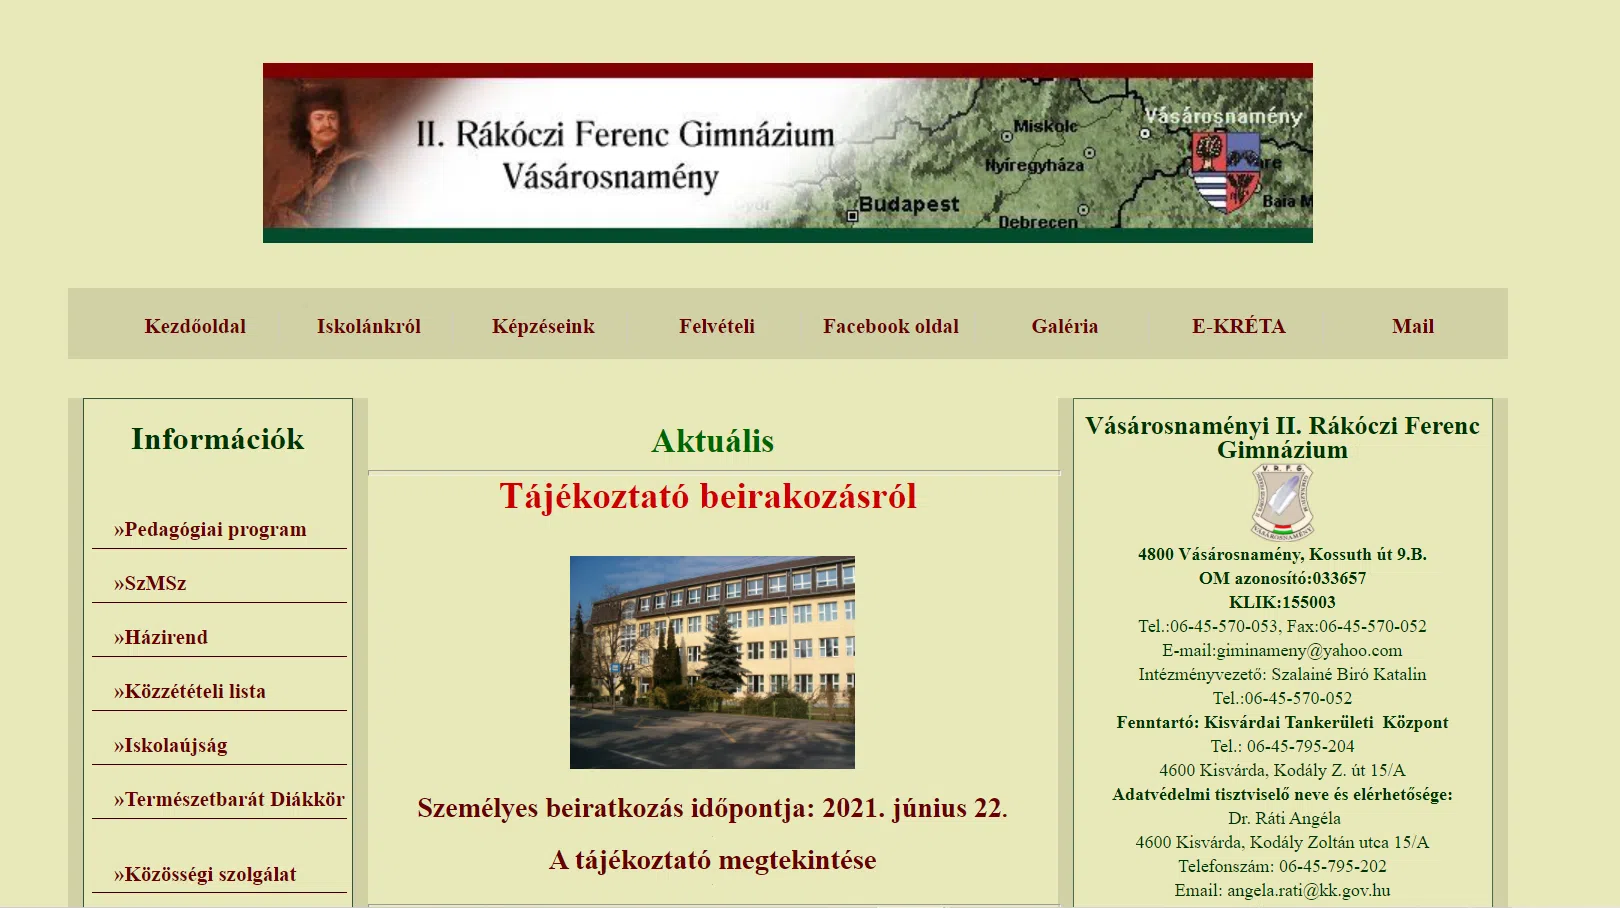 II. Rákóczi Ferenc Gimnázium
Vásárosnamény
Miskolc
Vásárosnamény
Nyíregyháza
Budapest
Debrecen
Baia M
Kezdőoldal
Iskolánkról
Képzéseink
Felvételi
Facebook oldal
Galéria
E-KRÉTA
Mail
Információk
»Pedagógiai program
»SzMSz
»Házirend
»Közzétételi lista
»Iskolaújság
»Természetbarát Diákkör
»Közösségi szolgálat
Aktuális
Tájékoztató beirakozásról
Személyes beiratkozás időpontja: 2021. június 22.
A tájékoztató megtekintése
Vásárosnaményi II. Rákóczi Ferenc
Gimnázium
V. R. F. G.
VÁSÁROSNAMÉNY
4800 Vásárosnamény, Kossuth út 9.B.
OM azonosító:033657
KLIK:155003
Tel.:06-45-570-053, Fax:06-45-570-052
E-mail:giminameny@yahoo.com
Intézményvezető: Szalainé Biró Katalin
Tel.:06-45-570-052
Fenntartó: Kisvárdai Tankerületi  Központ
Tel.: 06-45-795-204
4600 Kisvárda, Kodály Z. út 15/A
Adatvédelmi tisztviselő neve és elérhetősége:
Dr. Ráti Angéla
4600 Kisvárda, Kodály Zoltán utca 15/A
Telefonszám: 06-45-795-202
Email: angela.rati@kk.gov.hu